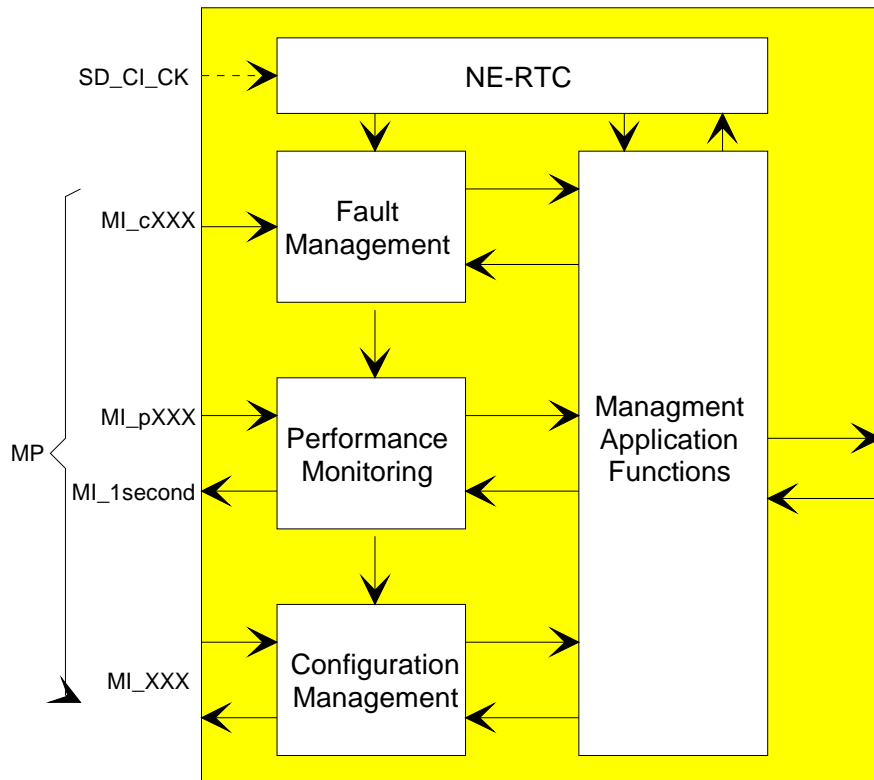 SD_CI_CK
NE-RTC
MI_cXXX
Fault
Management
MI_pXXX
Performance
Monitoring
Managment
Application
Functions
MP
MI_1second
Configuration
Management
MI_XXX